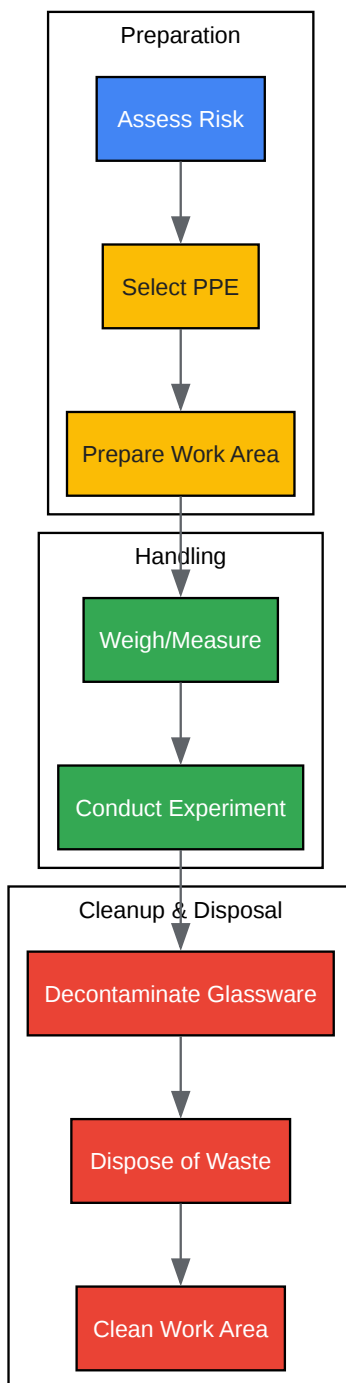 Preparation
Assess Risk
Select PPE
Prepare Work Area
Handling
Weigh/Measure
Conduct Experiment
Cleanup & Disposal
Decontaminate Glassware
Dispose of Waste
Clean Work Area